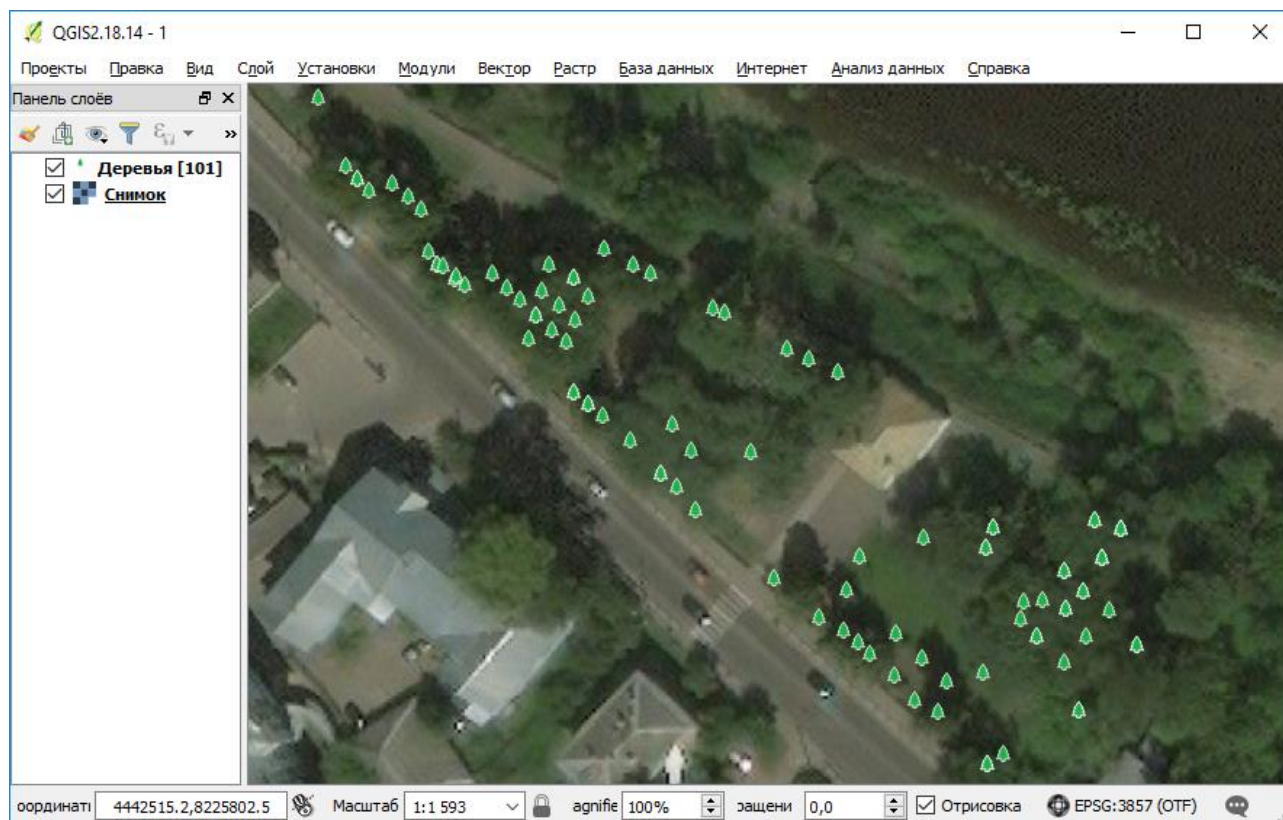 QGIS2.18.14 - 1
Проекты Правка Вид Слой Установки Модули Вектор Растр База данных Интернет Анализ данных Справка
Панель слоёв
»
Деревья [101]
Снимок
оординаты 4442515.2,8225802.5 Масштаб 1:1 593 agnifie 100% ращени 0,0 Отрисовка EPSG:3857 (OTF)